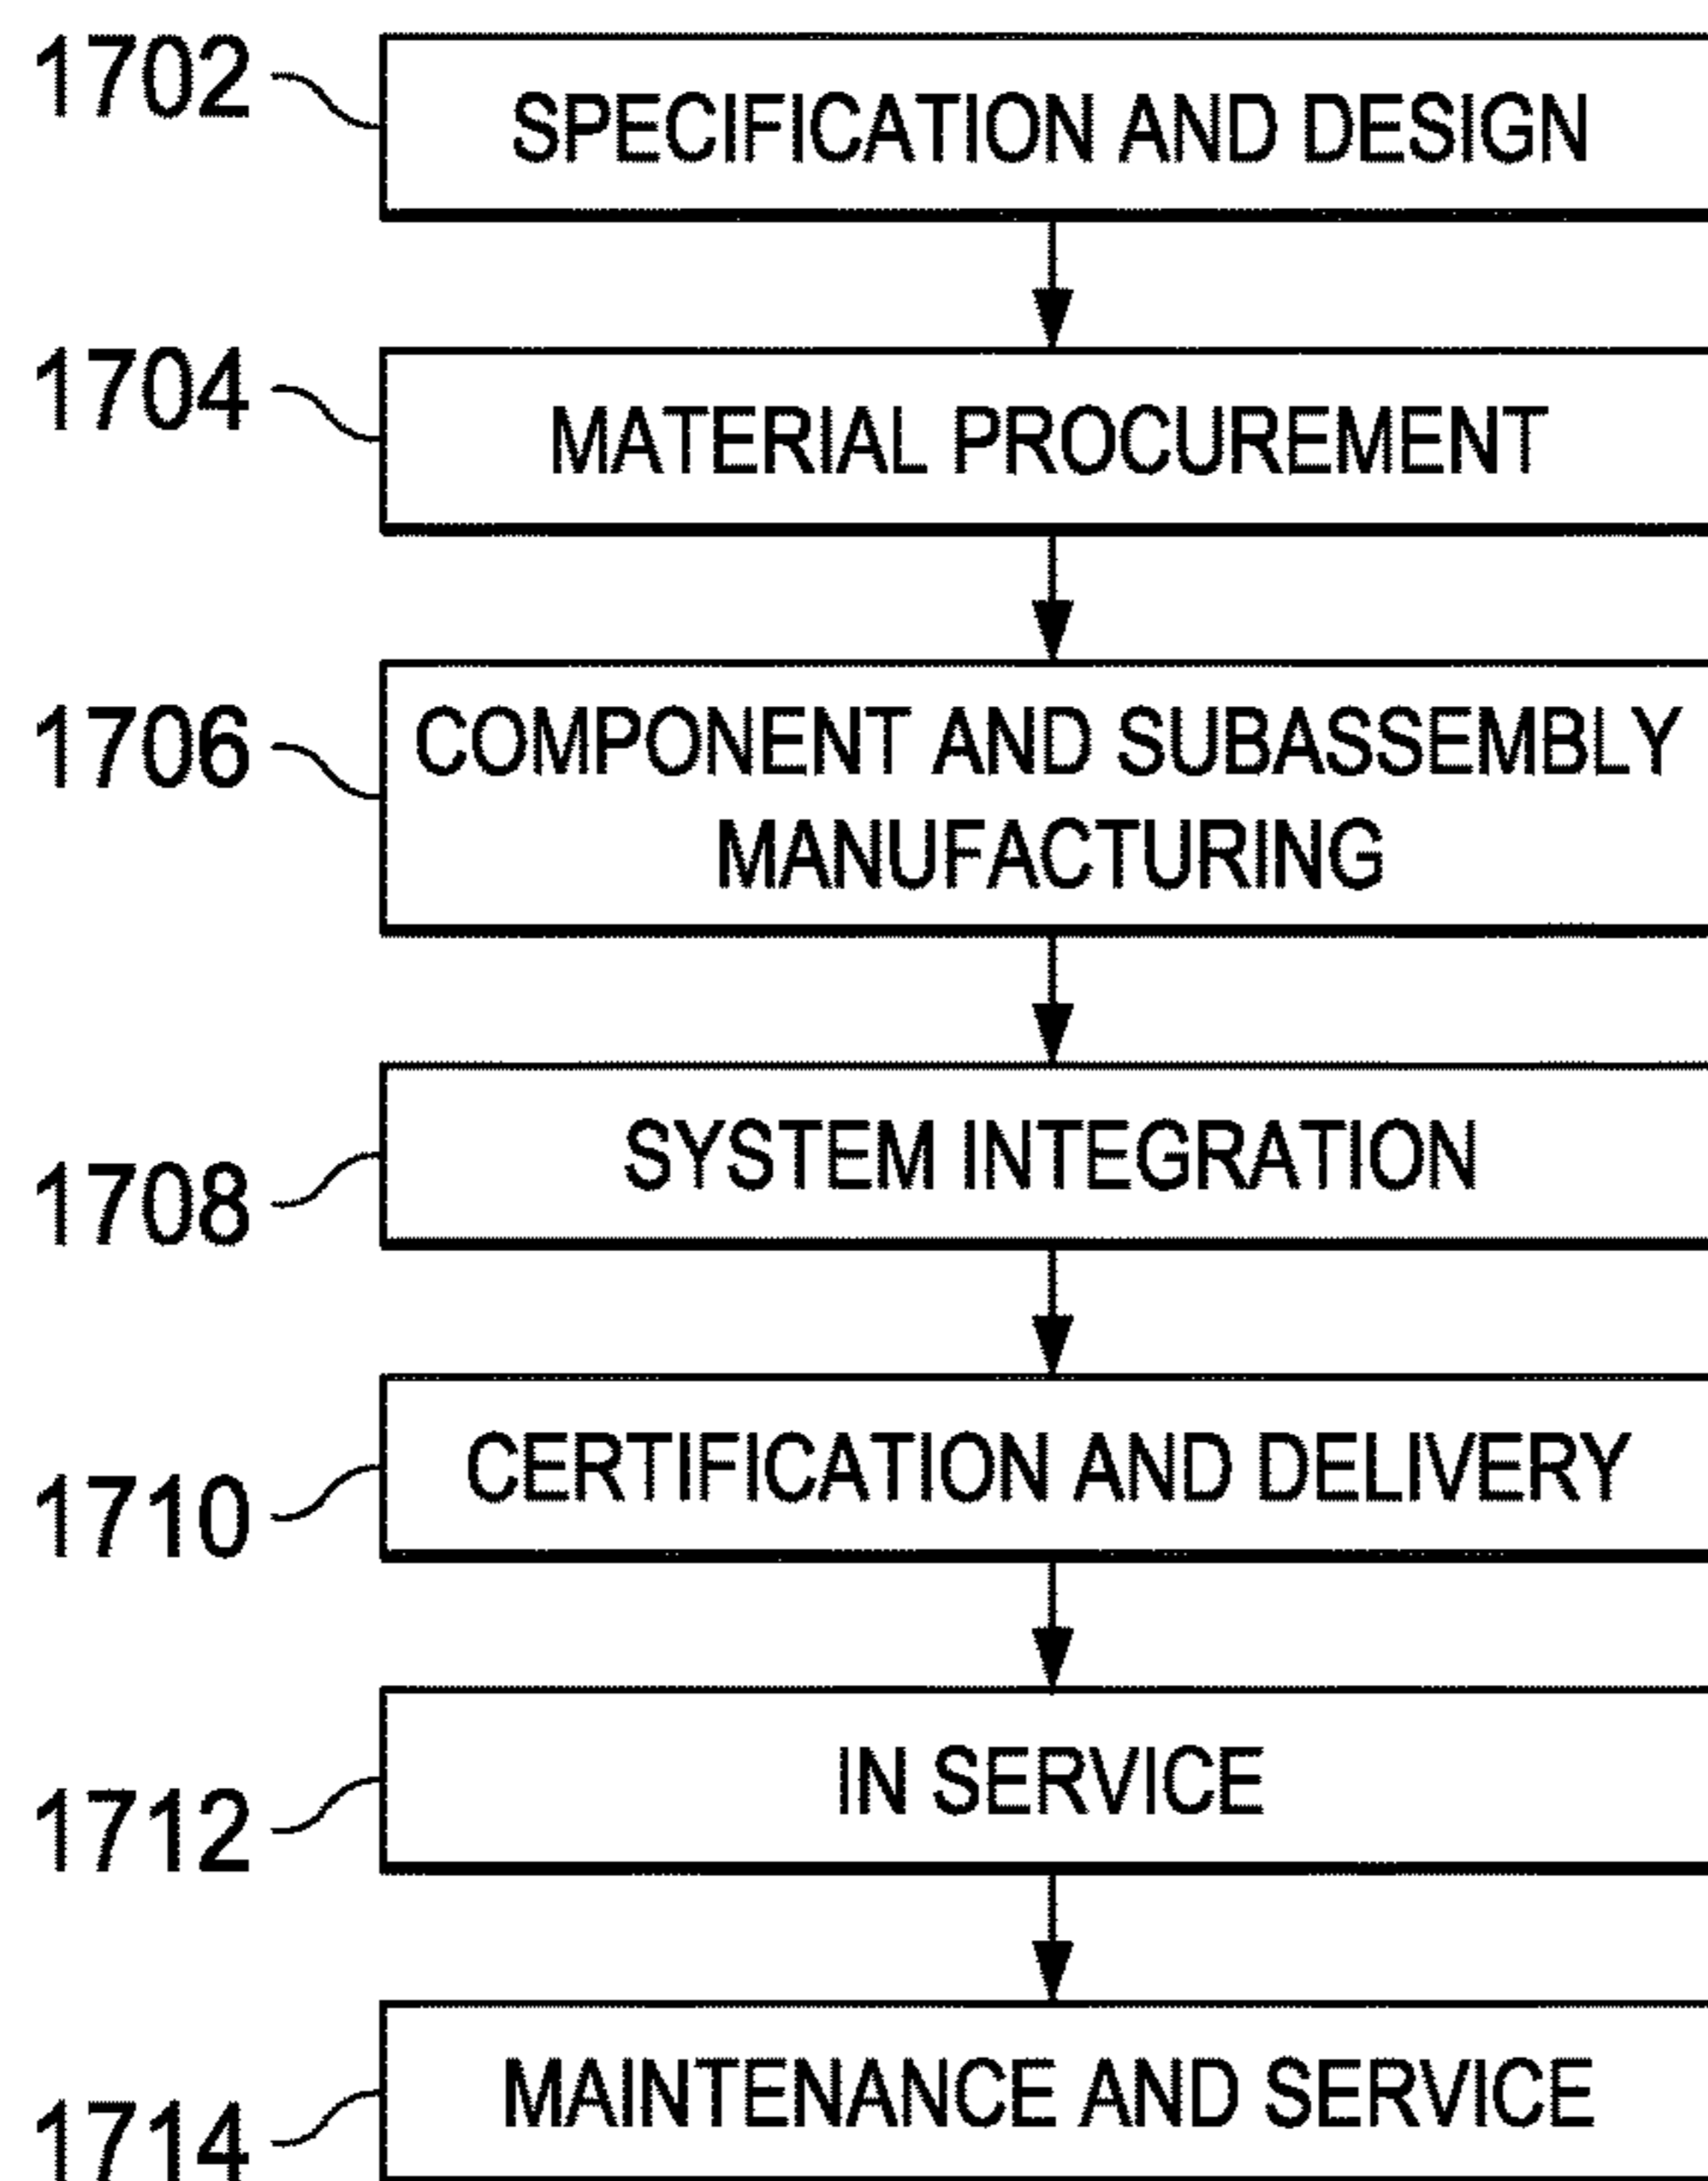 1702
SPECIFICATION AND DESIGN
1704
MATERIAL PROCUREMENT
1706
COMPONENT AND SUBASSEMBLY
MANUFACTURING
1708
SYSTEM INTEGRATION
1710
CERTIFICATION AND DELIVERY
1712
IN SERVICE
1714
MAINTENANCE AND SERVICE